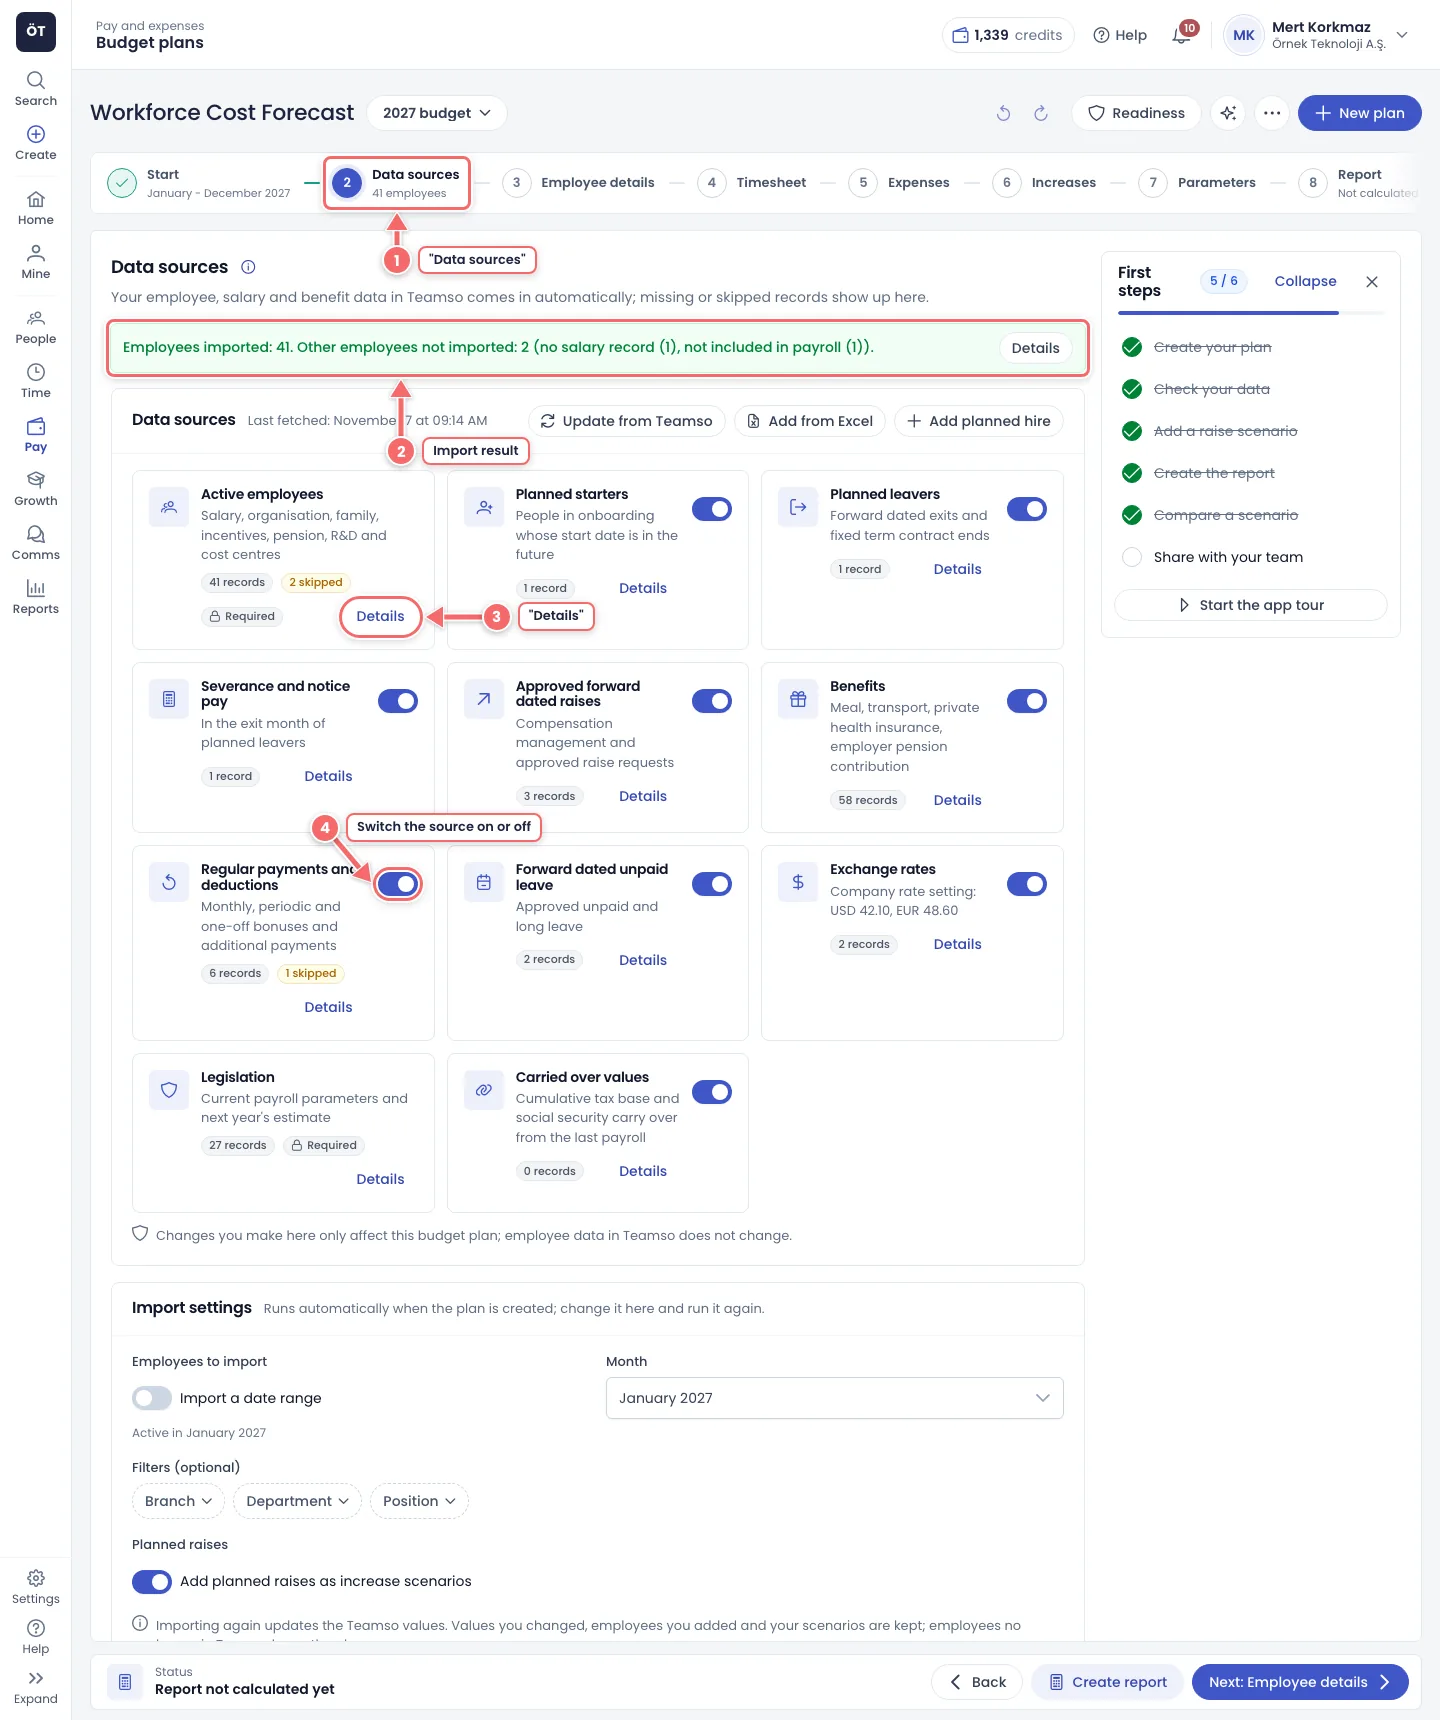 ÖT
Search
Create
Home
Mine
People
Time
Pay
Growth
Comms
Reports
Settings
Help
Expand
Pay and expenses
Budget plans
1,339 credits
Help
10
MK
Mert Korkmaz
Örnek Teknoloji A.Ş.
Workforce Cost Forecast
2027 budget
Readiness
New plan
Start
January - December 2027
2
Data sources
41 employees
3
Employee details
4
Timesheet
5
Expenses
6
Increases
7
Parameters
8
Report
Not calculated
1
"Data sources"
Data sources
Your employee, salary and benefit data in Teamso comes in automatically; missing or skipped records show up here.
Employees imported: 41. Other employees not imported: 2 (no salary record (1), not included in payroll (1)).
Details
Data sources
Last fetched: Novembe 7 at 09:14 AM
Update from Teamso
Add from Excel
Add planned hire
2
Import result
Active employees
Salary, organisation, family,
incentives, pension, R&D and
cost centres
41 records
2 skipped
Required
Details
3
"Details"
Planned starters
People in onboarding
whose start date is in the
future
1 record
Details
Planned leavers
Forward dated exits and
fixed term contract ends
1 record
Details
Severance and notice
pay
In the exit month of
planned leavers
1 record
Details
Approved forward
dated raises
Compensation
management and
approved raise requests
3 records
Details
Benefits
Meal, transport, private
health insurance,
employer pension
contribution
58 records
Details
4
Switch the source on or off
Regular payments and
deductions
Monthly, periodic and
one-off bonuses and
additional payments
6 records
1 skipped
Details
Forward dated unpaid
leave
Approved unpaid and
long leave
2 records
Details
Exchange rates
Company rate setting:
USD 42.10, EUR 48.60
2 records
Details
Legislation
Current payroll parameters and
next year's estimate
27 records
Required
Details
Carried over values
Cumulative tax base and
social security carry over
from the last payroll
0 records
Details
Changes you make here only affect this budget plan; employee data in Teamso does not change.
Import settings
Runs automatically when the plan is created; change it here and run it again.
Employees to import
Import a date range
Active in January 2027
Month
January 2027
Filters (optional)
Branch
Department
Position
Planned raises
Add planned raises as increase scenarios
Importing again updates the Teamso values. Values you changed, employees you added and your scenarios are kept; employees no
First
steps
5 / 6
Collapse
Create your plan
Check your data
Add a raise scenario
Create the report
Compare a scenario
Share with your team
Start the app tour
Status
Report not calculated yet
Back
Create report
Next: Employee details